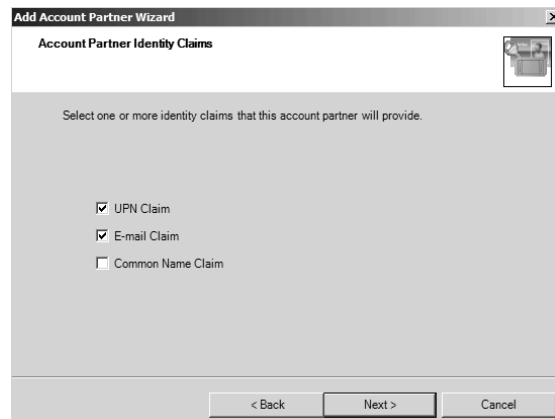 Add Account Partner Wizard
Account Partner Identity Claims
Select one or more identity claims that this account partner will provide.
UPN Claim
E-mail Claim
Common Name Claim
< Back Next > Cancel